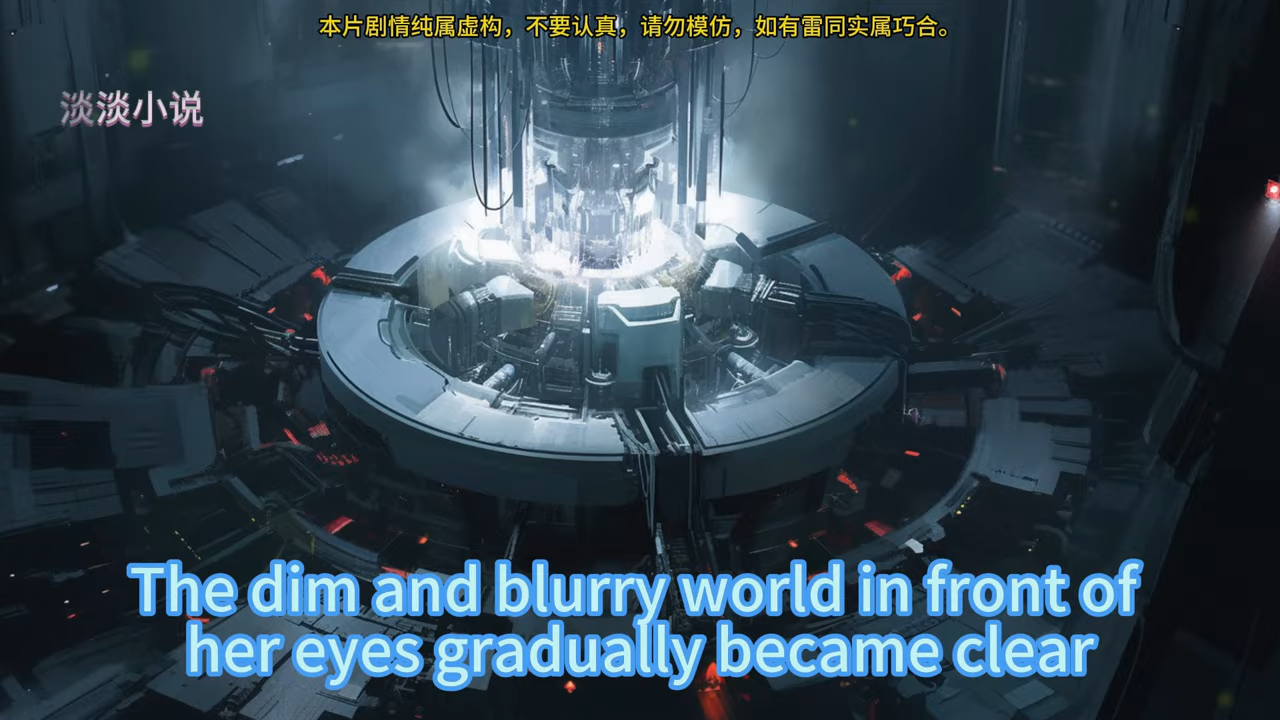 本片剧情纯属虚构，不要认真，请勿模仿，如有雷同实属巧合。
淡淡小说
The dim and blurry world in front of
her eyes gradually became clear